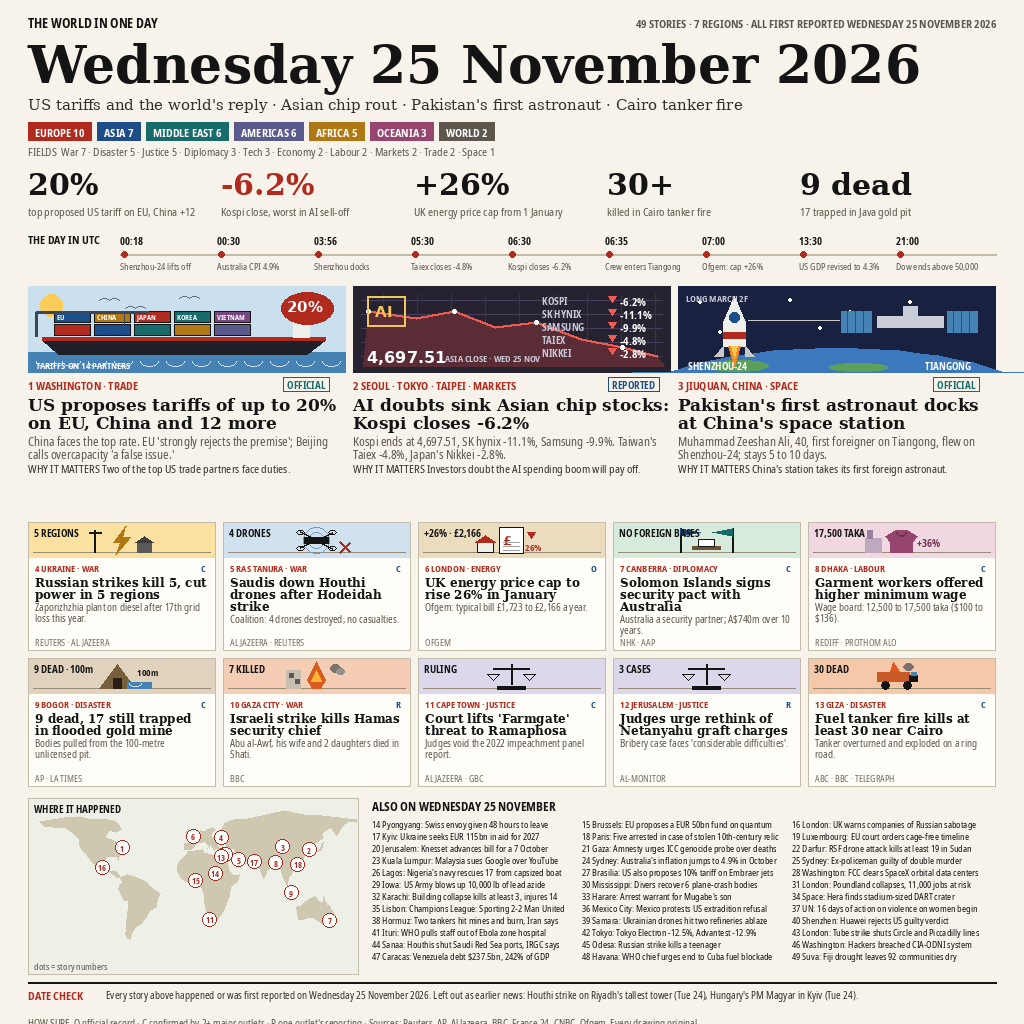 THE WORLD IN ONE DAY
49 STORIES · 7 REGIONS · ALL FIRST REPORTED WEDNESDAY 25 NOVEMBER 2026
Wednesday 25 November 2026
US tariffs and the world's reply · Asian chip rout · Pakistan's first astronaut · Cairo tanker fire
EUROPE 10 ASIA 7 MIDDLE EAST 6 AMERICAS 6 AFRICA 5 OCEANIA 3 WORLD 2
FIELDS War 7 · Disaster 5 · Justice 5 · Diplomacy 3 · Tech 3 · Economy 2 · Labour 2 · Markets 2 · Trade 2 · Space 1
20%
top proposed US tariff on EU, China +12
-6.2%
Kospi close, worst in AI sell-off
+26%
UK energy price cap from 1 January
30+
killed in Cairo tanker fire
9 dead
17 trapped in Java gold pit
THE DAY IN UTC
00:18
Shenzhou-24 lifts off
00:30
Australia CPI 4.9%
03:56
Shenzhou docks
05:30
Taiex closes -4.8%
06:30
Kospi closes -6.2%
06:35
Crew enters Tiangong
07:00
Ofgem: cap +26%
13:30
US GDP revised to 4.3%
21:00
Dow ends above 50,000
EU CHINA JAPAN KOREA VIETNAM
20%
TARIFFS ON 14 PARTNERS
AI
KOSPI -6.2%
SK HYNIX -11.1%
SAMSUNG -9.9%
TAIEX -4.8%
NIKKEI -2.8%
4,697.51 ASIA CLOSE · WED 25 NOV
LONG MARCH 2F
SHENZHOU-24
TIANGONG
1 WASHINGTON · TRADE
OFFICIAL
US proposes tariffs of up to 20%
on EU, China and 12 more
China faces the top rate. EU 'strongly rejects the premise'; Beijing
calls overcapacity 'a false issue.'
WHY IT MATTERS Two of the top US trade partners face duties.
2 SEOUL · TOKYO · TAIPEI · MARKETS
REPORTED
AI doubts sink Asian chip stocks:
Kospi closes -6.2%
Kospi ends at 4,697.51, SK hynix -11.1%, Samsung -9.9%. Taiwan's
Taiex -4.8%, Japan's Nikkei -2.8%.
WHY IT MATTERS Investors doubt the AI spending boom will pay off.
3 JIUQUAN, CHINA · SPACE
OFFICIAL
Pakistan's first astronaut docks
at China's space station
Muhammad Zeeshan Ali, 40, first foreigner on Tiangong, flew on
Shenzhou-24; stays 5 to 10 days.
WHY IT MATTERS China's station takes its first foreign astronaut.
5 REGIONS
4 UKRAINE · WAR C
Russian strikes kill 5, cut
power in 5 regions
Zaporizhzhia plant on diesel after 17th grid
loss this year.
REUTERS · AL JAZEERA
4 DRONES
5 RAS TANURA · WAR C
Saudis down Houthi
drones after Hodeidah
strike
Coalition: 4 drones destroyed, no casualties.
ALJAZEERA · REUTERS
+26% · £2,166
£
26%
6 LONDON · ENERGY O
UK energy price cap to
rise 26% in January
Ofgem: typical bill £1,723 to £2,166 a year.
OFGEM
NO FOREIGN BASES
7 CANBERRA · DIPLOMACY C
Solomon Islands signs
security pact with
Australia
Australia a security partner; A$740m over 10
years.
NHK · AAP
17,500 TAKA
+36%
8 DHAKA · LABOUR C
Garment workers offered
higher minimum wage
Wage board: 12,500 to 17,500 taka ($100 to
$136).
REDIFF · PROTHOM ALO
9 DEAD · 100m
100m
9 BOGOR · DISASTER C
9 dead, 17 still trapped
in flooded gold mine
Bodies pulled from the 100-metre
unlicensed pit.
AP · LA TIMES
7 KILLED
10 GAZA CITY · WAR R
Israeli strike kills Hamas
security chief
Abu al-Awf, his wife and 2 daughters died in
Shati.
BBC
RULING
11 CAPE TOWN · JUSTICE C
Court lifts 'Farmgate'
threat to Ramaphosa
Judges void the 2022 impeachment panel
report.
ALJAZEERA · GBC
3 CASES
12 JERUSALEM · JUSTICE R
Judges urge rethink of
Netanyahu graft charges
Bribery case faces 'considerable difficulties'.
AL-MONITOR
30 DEAD
13 GIZA · DISASTER C
Fuel tanker fire kills at
least 30 near Cairo
Tanker overturned and exploded on a ring
road.
ABC · BBC · TELEGRAPH
WHERE IT HAPPENED
6 4 1 3 2 13 5 17 8 18 16 14 15 9 11 7
dots = story numbers
ALSO ON WEDNESDAY 25 NOVEMBER
14 Pyongyang: Swiss envoy given 48 hours to leave
15 Brussels: EU proposes a EUR 50bn fund on quantum
16 London: UK warns companies of Russian sabotage
17 Kyiv: Ukraine seeks EUR 115bn in aid for 2027
18 Paris: Five arrested in case of stolen 10th-century relic
19 Luxembourg: EU court orders cage-free timeline
20 Jerusalem: Knesset advances bill for a 7 October
21 Gaza: Amnesty urges ICC genocide probe over deaths
22 Darfur: RSF drone attack kills at least 19 in Sudan
23 Kuala Lumpur: Malaysia sues Google over YouTube
24 Sydney: Australia's inflation jumps to 4.9% in October
25 Sydney: Ex-policeman guilty of double murder
26 Lagos: Nigeria's navy rescues 17 from capsized boat
27 Brasilia: US also proposes 10% tariff on Embraer jets
28 Washington: FCC clears SpaceX orbital data centers
29 Iowa: US Army blows up 10,000 lb of lead azide
30 Mississippi: Divers recover 6 plane-crash bodies
31 London: Poundland collapses, 11,000 jobs at risk
32 Karachi: Building collapse kills at least 3, injures 14
33 Harare: Arrest warrant for Mugabe's son
34 Space: Hera finds stadium-sized DART crater
35 Lisbon: Champions League: Sporting 2-2 Man United
36 Mexico City: Mexico protests US extradition refusal
37 UN: 16 days of action on violence on women begin
38 Hormuz: Two tankers hit mines and burn, Iran says
39 Samara: Ukrainian drones hit two refineries ablaze
40 Shenzhen: Huawei rejects US guilty verdict
41 Ituri: WHO pulls staff out of Ebola zone hospital
42 Tokyo: Tokyo Electron -12.5%, Advantest -12.9%
43 London: Tube strike shuts Circle and Piccadilly lines
44 Sanaa: Houthis shut Saudi Red Sea ports, IRGC says
45 Odesa: Russian strike kills a teenager
46 Washington: Hackers breached CIA-ODNI system
47 Caracas: Venezuela debt $237.5bn, 242% of GDP
48 Havana: WHO chief urges end to Cuba fuel blockade
49 Suva: Fiji drought leaves 92 communities dry
DATE CHECK
Every story above happened or was first reported on Wednesday 25 November 2026. Left out as earlier news: Houthi strike on Riyadh's tallest tower (Tue 24), Hungary's PM Magyar in Kyiv (Tue 24).
HOW SURE O official record · C confirmed by 2+ major outlets · R one outlet's reporting · Sources: Reuters, AP, Al Jazeera, BBC, France 24, CNBC, Ofgem. Every drawing original.